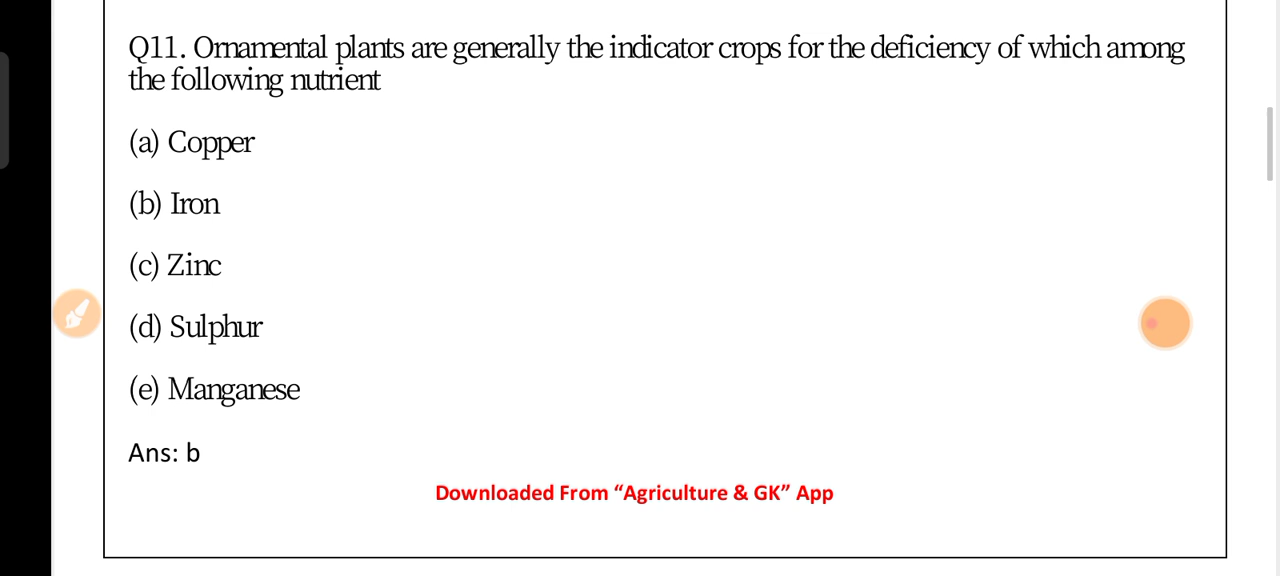 Q11. Ornamental plants are generally the indicator crops for the deficiency of which among
the following nutrient
(a) Copper
(b) Iron
(c) Zinc
(d) Sulphur
(e) Manganese
Ans: b
Downloaded From “Agriculture & GK” App